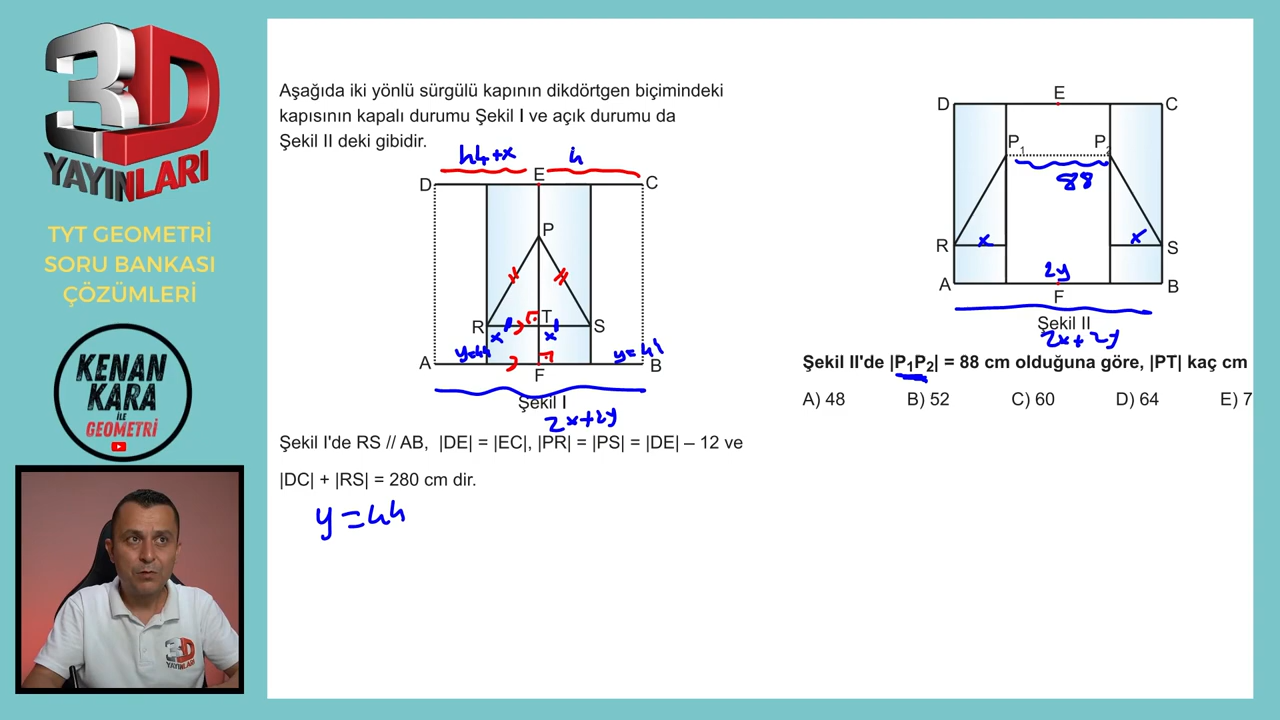 3D
YAYINLARI
TYT GEOMETRİ
SORU BANKASI
ÇÖZÜMLERİ
KENAN
KARA
İLE
GEOMETRİ
3D
YAYINLARI
Aşağıda iki yönlü sürgülü kapının dikdörtgen biçimindeki
kapısının kapalı durumu Şekil I ve açık durumu da
Şekil II deki gibidir.
44+x
D E C
P
R T S
x x
y=44
A F B
Şekil I
2x+2y
Şekil I'de RS // AB, |DE| = |EC|, |PR| = |PS| = |DE| – 12 ve
|DC| + |RS| = 280 cm dir.
y=44
D E C
P1 P2
88
R x x S
2y
A F B
Şekil II
2x+2y
Şekil II'de |P1P2| = 88 cm olduğuna göre, |PT| kaç cm
A) 48 B) 52 C) 60 D) 64 E) 7